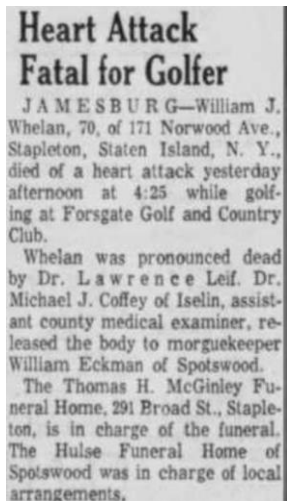 Heart Attack
Fatal for Golfer
JAMESBURG—William J.
Whelan, 70, of 171 Norwood Ave.,
Stapleton, Staten Island, N. Y.,
died of a heart attack yesterday
afternoon at 4:25 while golf-
ing at Forsgate Golf and Country
Club.
Whelan was pronounced dead
by Dr. Lawrence Leif. Dr.
Michael J. Coffey of Iselin, assist-
ant county medical examiner, re-
leased the body to morguekeeper
William Eckman of Spotswood.
The Thomas H. McGinley Fu-
neral Home, 291 Broad St., Staple-
ton, is in charge of the funeral.
The Hulse Funeral Home of
Spotswood was in charge of local
arrangements.